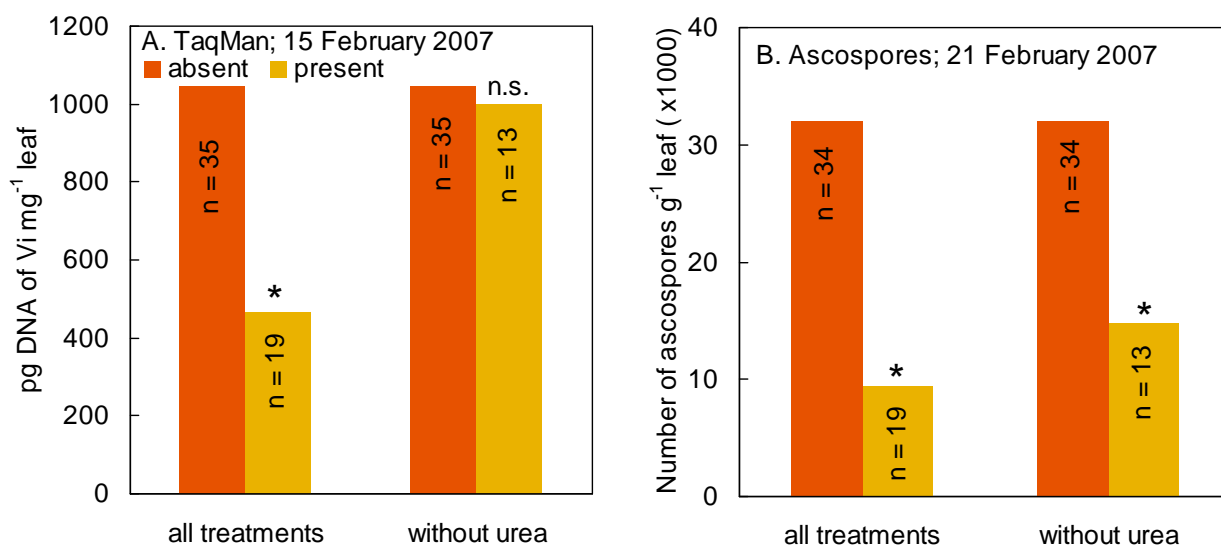 A. TaqMan; 15 February 2007
absent present
pg DNA of Vi mg⁻¹ leaf
1200
1000
800
600
400
200
0
n = 35
*
n = 19
n = 35
n.s.
n = 13
all treatments without urea
B. Ascospores; 21 February 2007
Number of ascospores g⁻¹ leaf ( x1000)
40
30
20
10
0
n = 34
*
n = 19
n = 34
*
n = 13
all treatments without urea